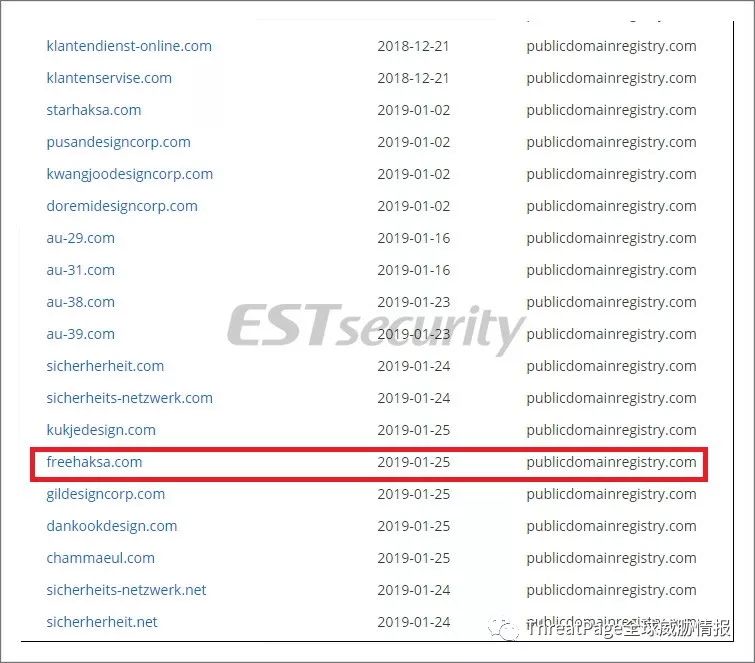 klantendienst-online.com 2018-12-21 publicdomainregistry.com
klantenservise.com 2018-12-21 publicdomainregistry.com
starhaksa.com 2019-01-02 publicdomainregistry.com
pusandesigncorp.com 2019-01-02 publicdomainregistry.com
kwangjoodesigncorp.com 2019-01-02 publicdomainregistry.com
doremidesigncorp.com 2019-01-02 publicdomainregistry.com
au-29.com 2019-01-16 publicdomainregistry.com
au-31.com 2019-01-16 publicdomainregistry.com
au-38.com 2019-01-23 publicdomainregistry.com
ESTsecurity
au-39.com 2019-01-23 publicdomainregistry.com
sicherherheit.com 2019-01-24 publicdomainregistry.com
sicherheits-netzwerk.com 2019-01-24 publicdomainregistry.com
kukjedesign.com 2019-01-25 publicdomainregistry.com
freehaksa.com 2019-01-25 publicdomainregistry.com
gildesigncorp.com 2019-01-25 publicdomainregistry.com
dankookdesign.com 2019-01-25 publicdomainregistry.com
chammaeul.com 2019-01-25 publicdomainregistry.com
sicherheits-netzwerk.net 2019-01-24 publicdomainregistry.com
sicherherheit.net 2019-01-24 publicdomainregistry.com
ThreatPage全球威胁情报